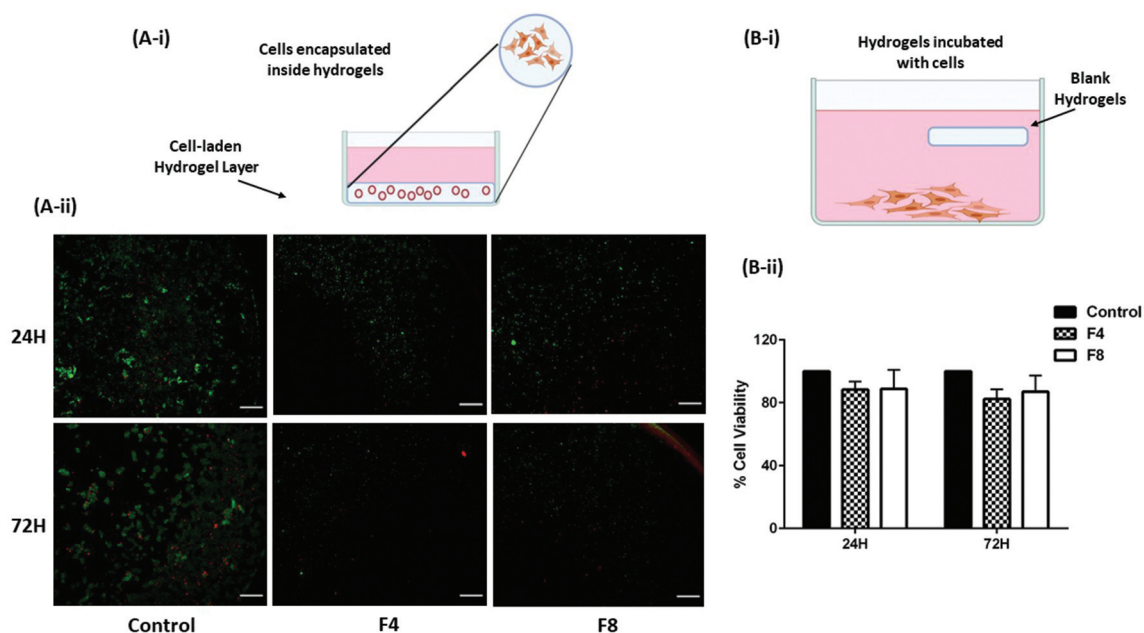 (A-i)
Cells encapsulated
inside hydrogels
Cell-laden
Hydrogel Layer
(A-ii)
24H
72H
Control
F4
F8
(B-i)
Hydrogels incubated
with cells
Blank
Hydrogels
(B-ii)
Control
F4
F8
% Cell Viability
120
80
40
0
24H
72H